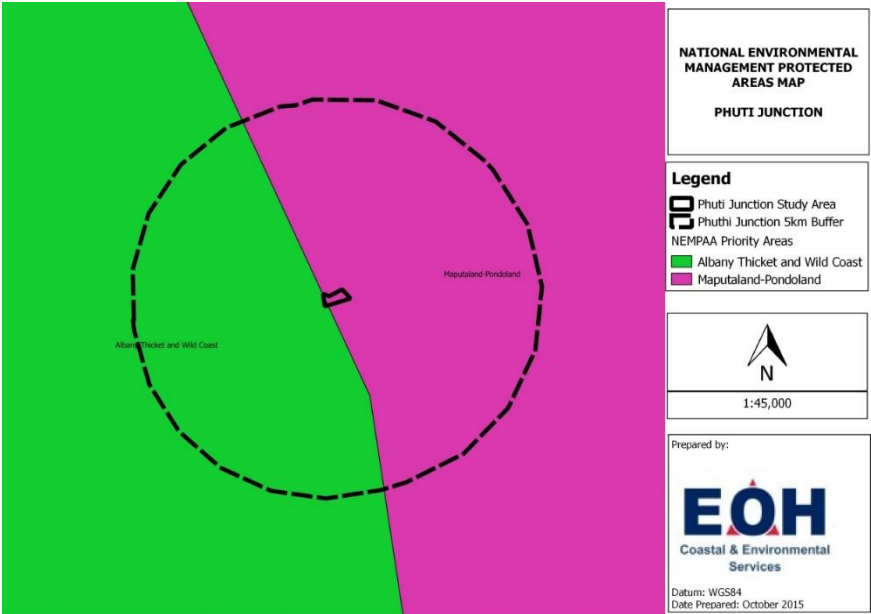 NATIONAL ENVIRONMENTAL
MANAGEMENT PROTECTED
AREAS MAP
PHUTI JUNCTION
Legend
Phuti Junction Study Area
Phuthi Junction 5km Buffer
NEMPAA Priority Areas
Albany Thicket and Wild Coast
Maputaland-Pondoland
Maputaland-Pondoland
Albany Thicket and Wild Coast
N
1:45,000
Prepared by:
EOH
Coastal & Environmental
Services
Datum: WGS84
Date Prepared: October 2015